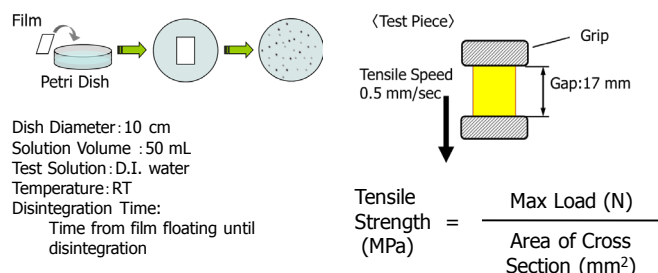 Film
Petri Dish
Dish Diameter:10 cm
Solution Volume :50 mL
Test Solution:D.I. water
Temperature:RT
Disintegration Time:
Time from film floating until
disintegration
〈Test Piece〉
Grip
Tensile Speed
0.5 mm/sec
Gap:17 mm
Tensile
Strength
(MPa)
=
Max Load (N)
Area of Cross
Section (mm²)